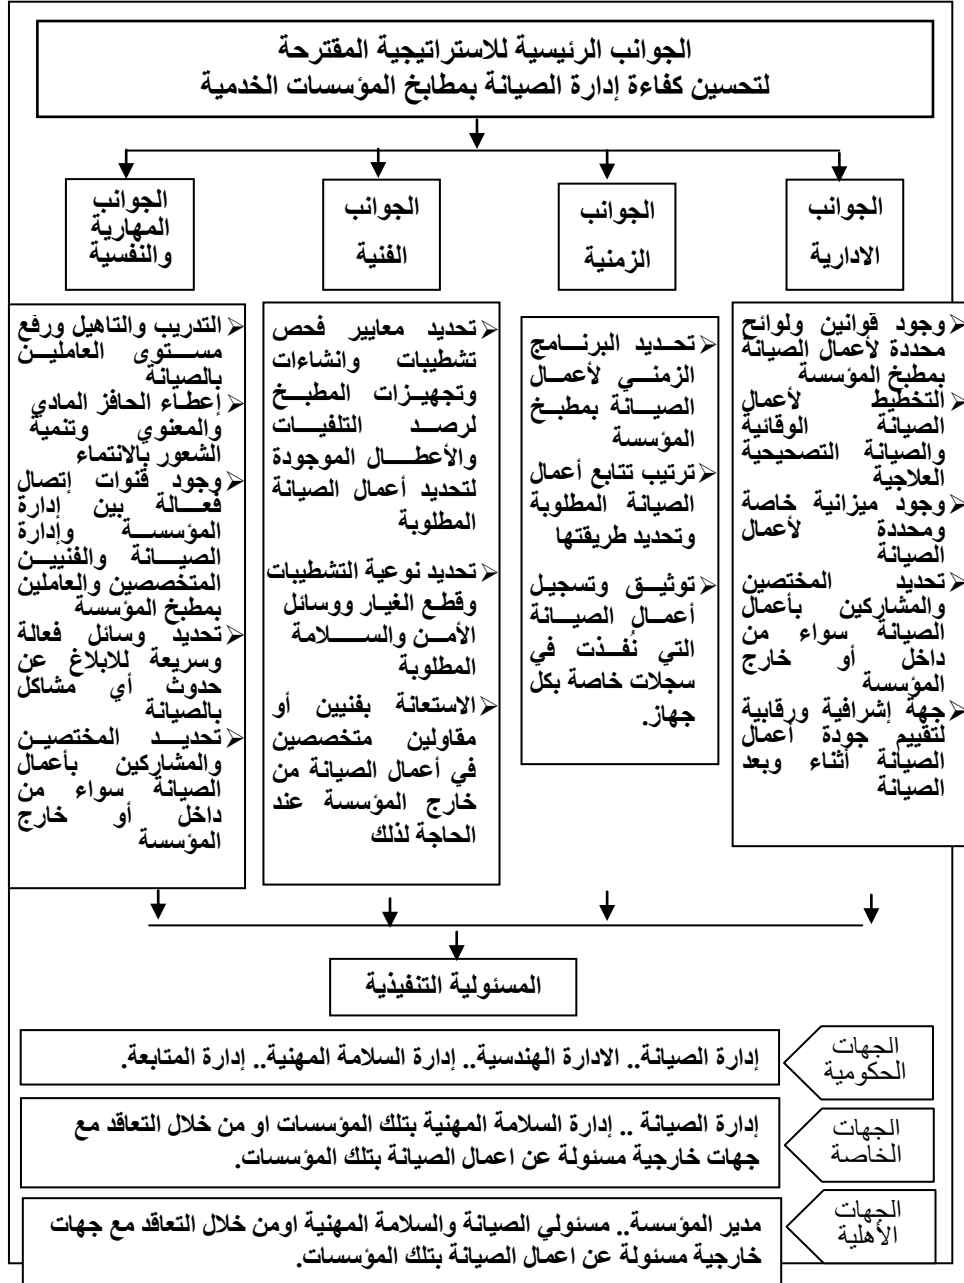 الجوانب الرئيسية للاستراتيجية المقترحة
لتحسين كفاءة إدارة الصيانة بمطابخ المؤسسات الخدمية
الجوانب
الادارية
الجوانب
الزمنية
الجوانب
الفنية
الجوانب
المهارية
والنفسية
وجود قوانين ولوائح
محددة لأعمال الصيانة
بمطبخ المؤسسة
التخطيط لأعمال
الصيانة الوقائية
والصيانة التصحيحية
العلاجية
وجود ميزانية خاصة
ومحددة لأعمال
الصيانة
تحديد المختصين
والمشاركين بأعمال
الصيانة سواء من
داخل أو خارج
المؤسسة
جهة إشرافية ورقابية
لتقييم جودة أعمال
الصيانة أثناء وبعد
الصيانة
تحديد البرنامج
الزمني لأعمال
الصيانة بمطبخ
المؤسسة
ترتيب تتابع أعمال
الصيانة المطلوبة
وتحديد طريقتها
توثيق وتسجيل
أعمال الصيانة
التي نُفذت في
سجلات خاصة بكل
جهاز.
تحديد معايير فحص
تشطيبات وانشاءات
وتجهيزات المطبخ
لرصد التلفيات
والأعطال الموجودة
لتحديد أعمال الصيانة
المطلوبة
تحديد نوعية التشطيبات
وقطع الغيار ووسائل
الأمن والسلامة
المطلوبة
الاستعانة بفنيين أو
مقاولين متخصصين
في أعمال الصيانة من
خارج المؤسسة عند
الحاجة لذلك
التدريب والتاهيل ورفع
مستوى العاملين
بالصيانة
إعطاء الحافز المادي
والمعنوي وتنمية
الشعور بالانتماء
وجود قنوات إتصال
فعالة بين إدارة
المؤسسة وإدارة
الصيانة والفنيين
المتخصصين والعاملين
بمطبخ المؤسسة
تحديد وسائل فعالة
وسريعة للابلاغ عن
حدوث أي مشاكل
بالصيانة
تحديد المختصين
والمشاركين بأعمال
الصيانة سواء من
داخل أو خارج
المؤسسة
المسئولية التنفيذية
الجهات
الحكومية
إدارة الصيانة.. الادارة الهندسية.. إدارة السلامة المهنية.. إدارة المتابعة.
الجهات
الخاصة
إدارة الصيانة .. إدارة السلامة المهنية بتلك المؤسسات او من خلال التعاقد مع
جهات خارجية مسئولة عن اعمال الصيانة بتلك المؤسسات.
الجهات
الأهلية
مدير المؤسسة.. مسئولي الصيانة والسلامة المهنية اومن خلال التعاقد مع جهات
خارجية مسئولة عن اعمال الصيانة بتلك المؤسسات.